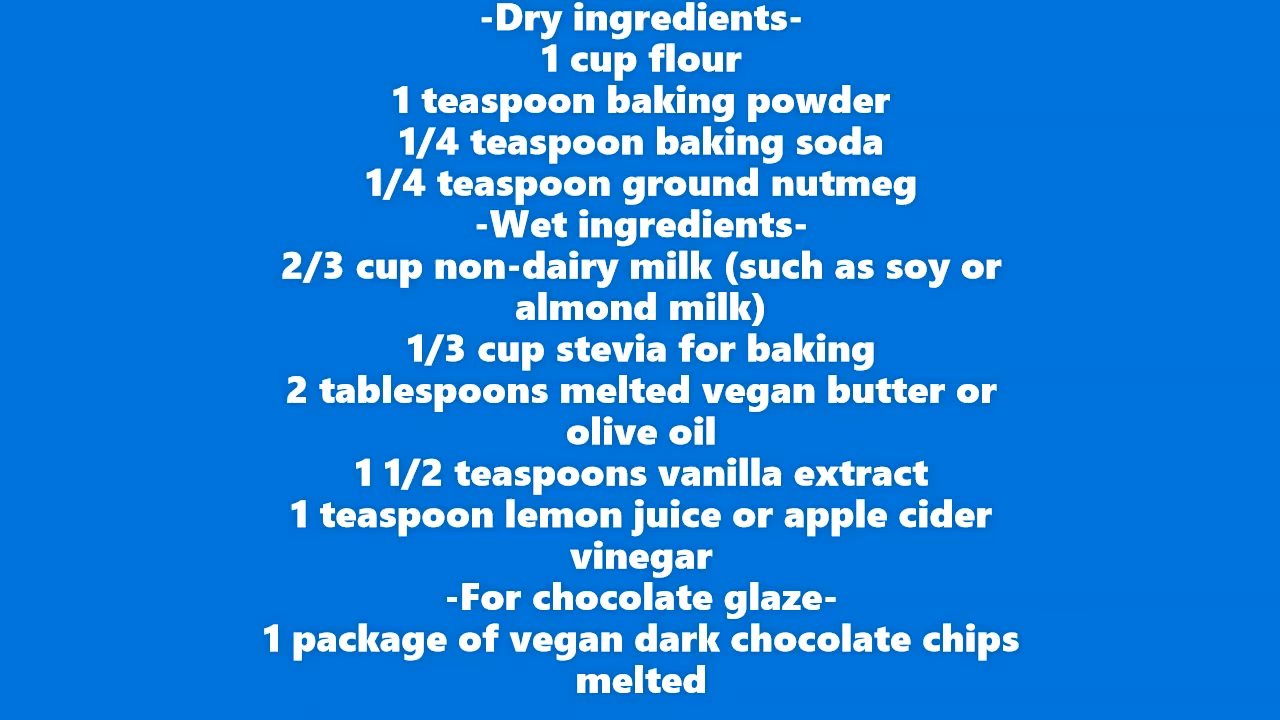 -Dry ingredients-
1 cup flour
1 teaspoon baking powder
1/4 teaspoon baking soda
1/4 teaspoon ground nutmeg
-Wet ingredients-
2/3 cup non-dairy milk (such as soy or
almond milk)
1/3 cup stevia for baking
2 tablespoons melted vegan butter or
olive oil
1 1/2 teaspoons vanilla extract
1 teaspoon lemon juice or apple cider
vinegar
-For chocolate glaze-
1 package of vegan dark chocolate chips
melted